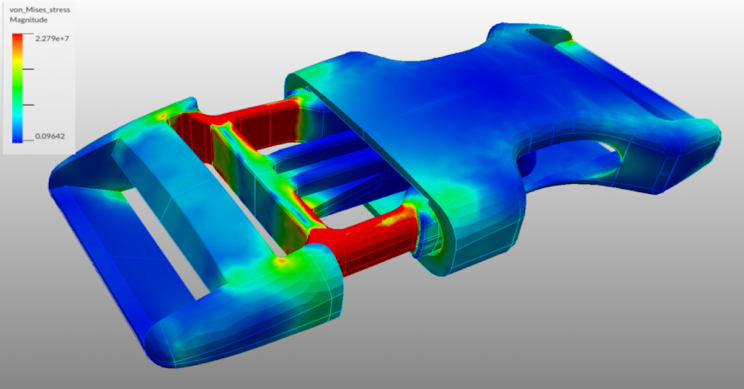 von_Mises_stress
Magnitude
2.279e+7
0.09642